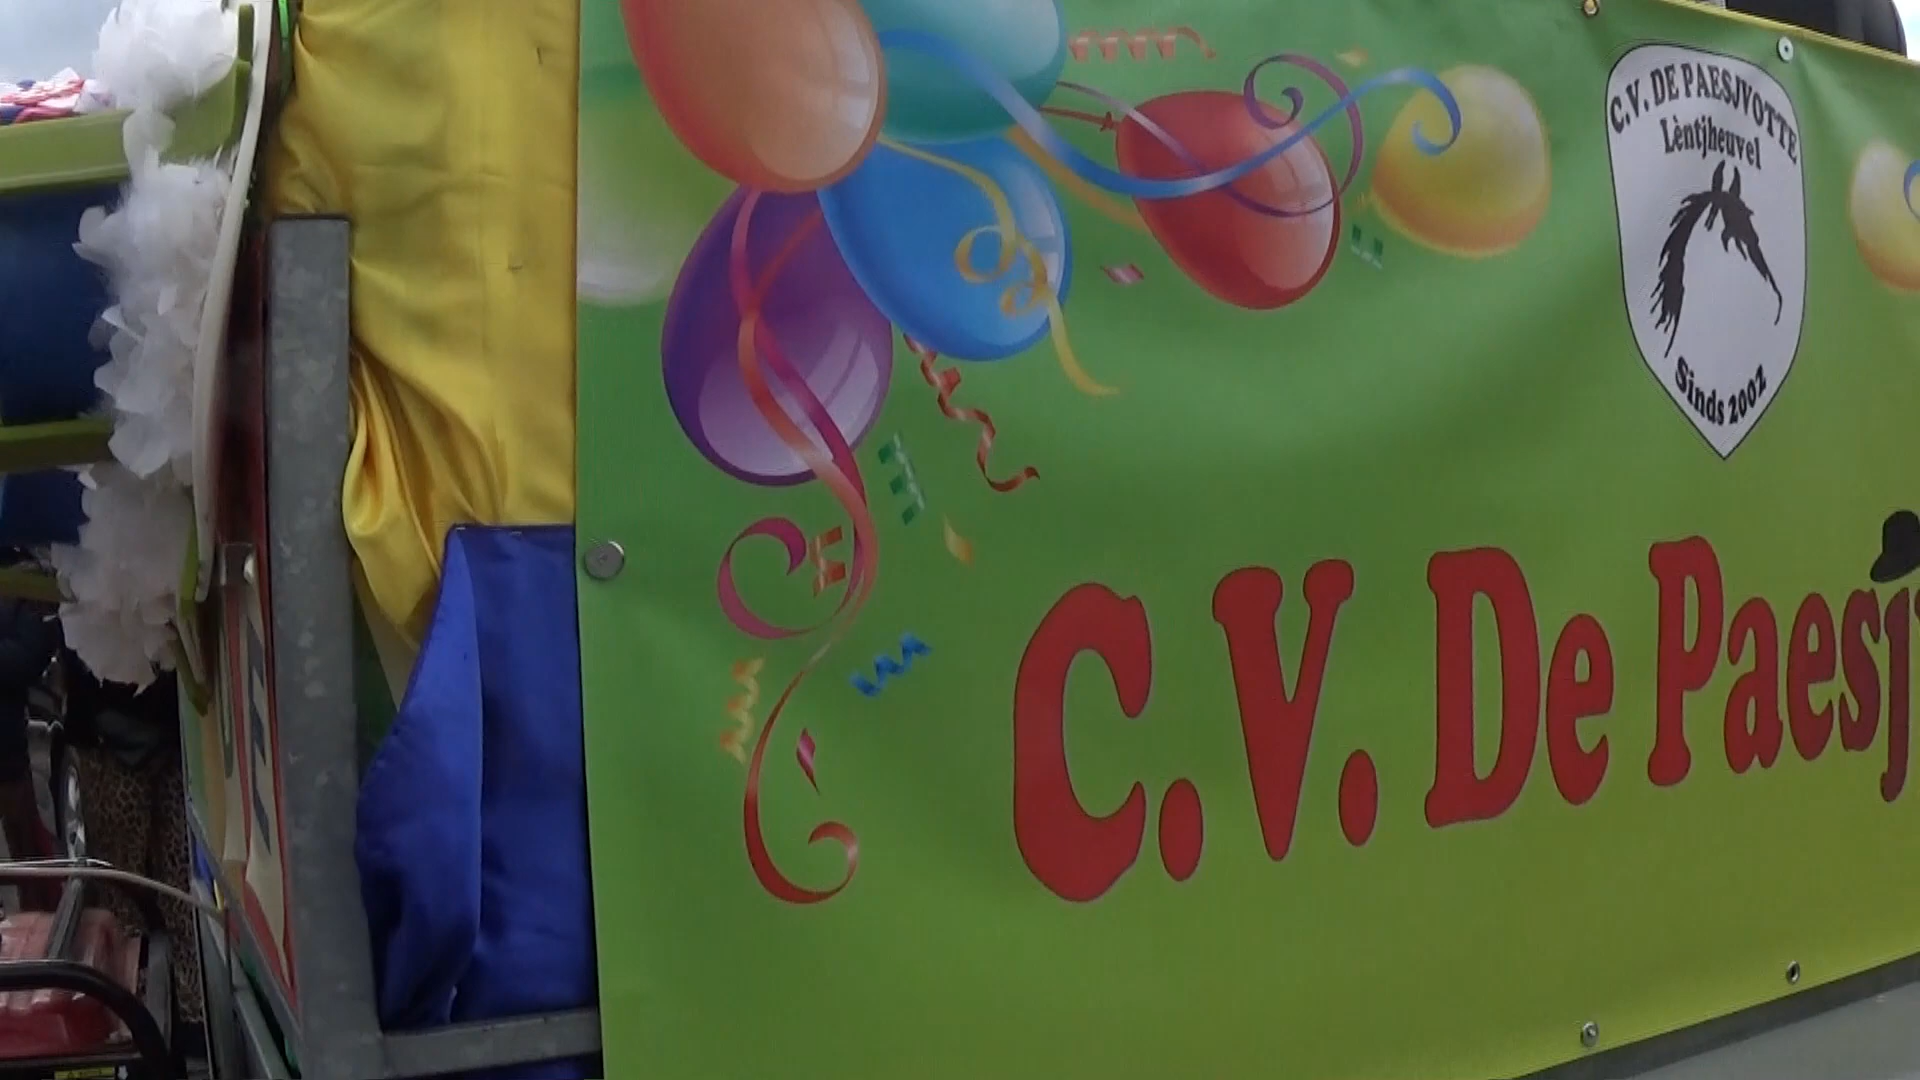 C.V. DE PAESJVOTTE
Lèntjheuvel
Sinds 2002
C.V. De Paesj